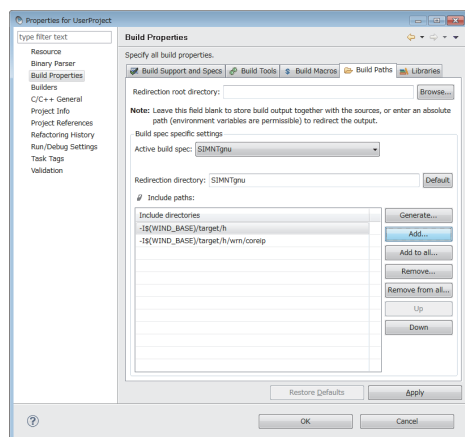 Properties for UserProject
type filter text
Resource
Binary Parser
Build Properties
Builders
C/C++ General
Project Info
Project References
Refactoring History
Run/Debug Settings
Task Tags
Validation
Build Properties
Specify all build properties.
Build Support and Specs
Build Tools
$ Build Macros
Build Paths
Libraries
Redirection root directory:
Browse...
Note: Leave this field blank to store build output together with the sources, or enter an absolute
path (environment variables are permissible) to redirect the output.
Build spec specific settings
Active build spec: SIMNTgnu
Redirection directory: SIMNTgnu
Default
Include paths:
Include directories
-I$(WIND_BASE)/target/h
-I$(WIND_BASE)/target/h/wrn/coreip
Generate...
Add...
Add to all...
Remove...
Remove from all...
Up
Down
Restore Defaults
Apply
?
OK
Cancel